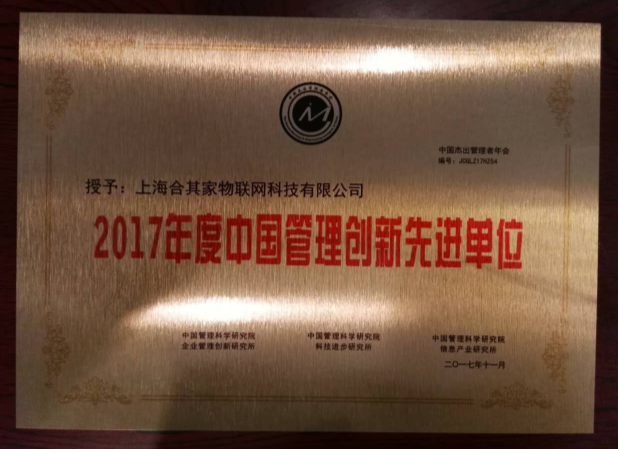 中国杰出管理者年会
编号：JCGLZ17H254
授予：上海合其家物联网科技有限公司
2017年度中国管理创新先进单位
中国管理科学研究院
企业管理创新研究所
中国管理科学研究院
科技进步研究所
中国管理科学研究院
信息产业研究所
二〇一七年十一月